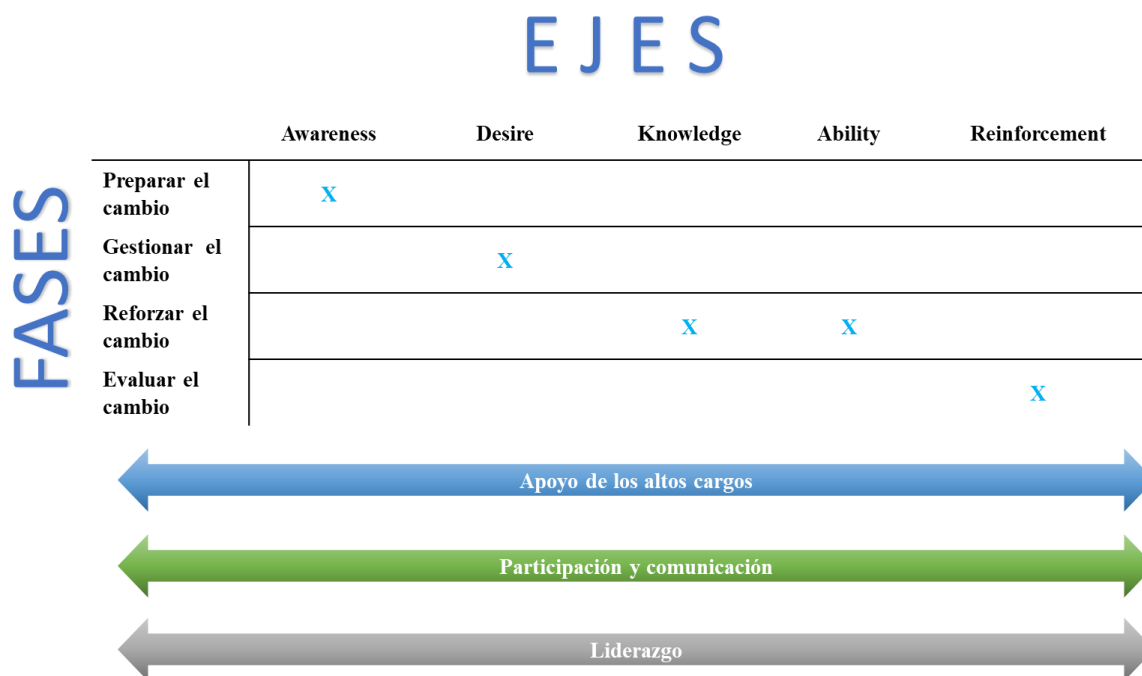 E J E S
Awareness Desire Knowledge Ability Reinforcement
FASES
Preparar el
cambio
X
Gestionar el
cambio
X
Reforzar el
cambio
X X
Evaluar el
cambio
X
Apoyo de los altos cargos
Participación y comunicación
Liderazgo